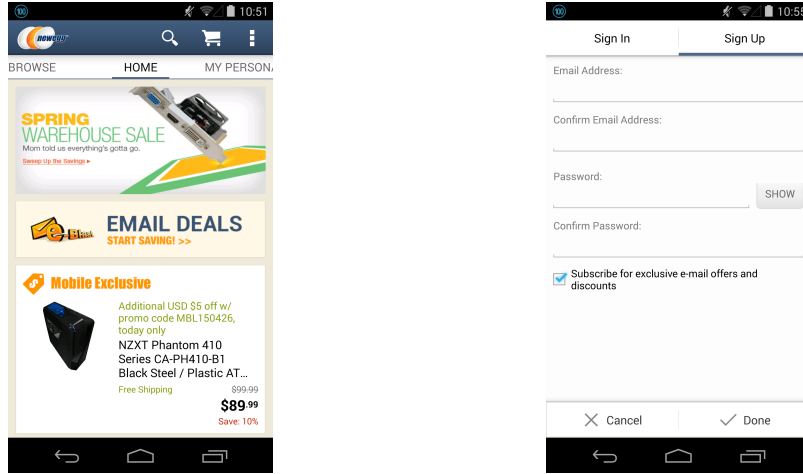 100
10:51
newegg
BROWSE
HOME
MY PERSONA
SPRING
WAREHOUSE SALE
Mom told us everything's gotta go.
Sweep Up the Savings ▸
e-Blast
EMAIL DEALS
START SAVING! >>
Mobile Exclusive
Additional USD $5 off w/
promo code MBL150426,
today only
NZXT Phantom 410
Series CA-PH410-B1
Black Steel / Plastic AT...
Free Shipping
$99.99
$89.99
Save: 10%
100
10:55
Sign In
Sign Up
Email Address:
Confirm Email Address:
Password:
SHOW
Confirm Password:
Subscribe for exclusive e-mail offers and
discounts
Cancel
Done